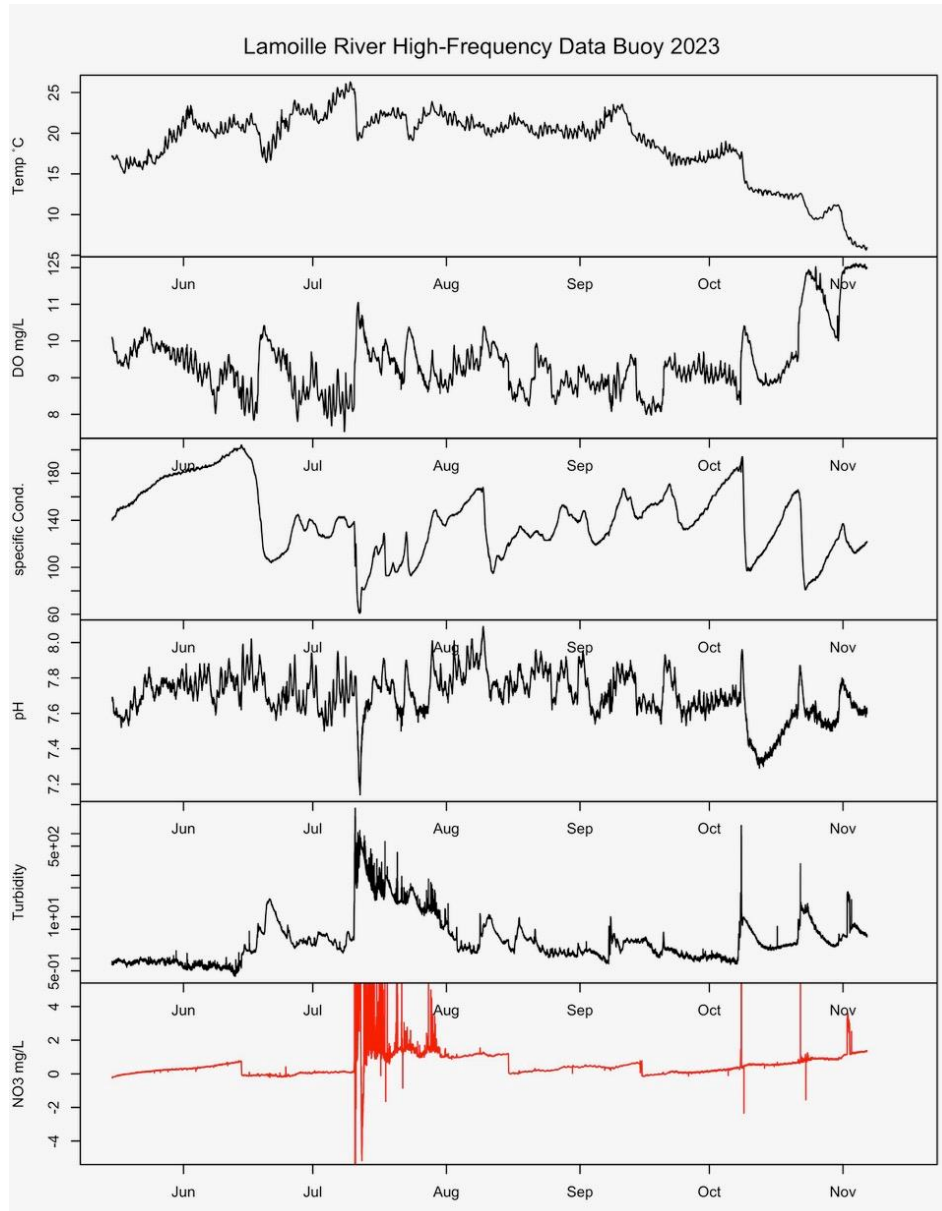 Lamoille River High-Frequency Data Buoy 2023
Temp °C
25
20
15
10
5
Jun Jul Aug Sep Oct Nov
DO mg/L
12
11
10
9
8
Jun Jul Aug Sep Oct Nov
specific Cond.
180
140
100
60
Jun Jul Aug Sep Oct Nov
pH
8.0
7.8
7.6
7.4
7.2
Jun Jul Aug Sep Oct Nov
Turbidity
5e+02
1e+01
5e-01
Jun Jul Aug Sep Oct Nov
NO3 mg/L
4
2
0
-2
-4
Jun Jul Aug Sep Oct Nov